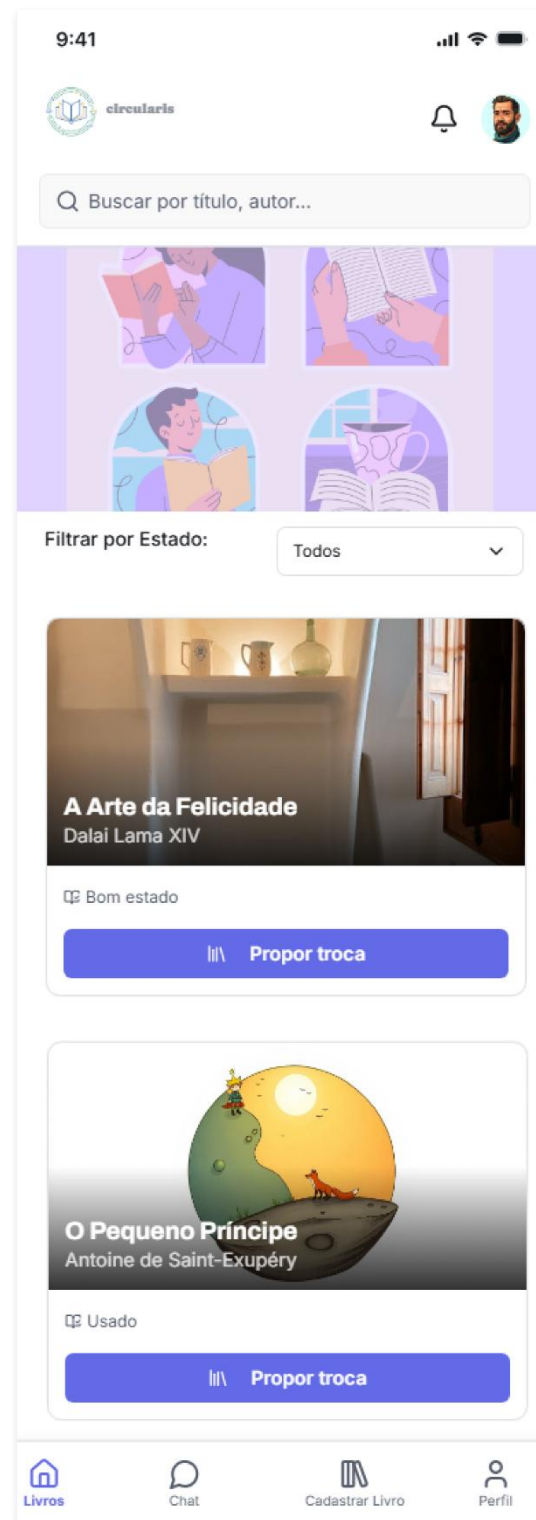 9:41
circularis
Buscar por título, autor...
Filtrar por Estado:
Todos
A Arte da Felicidade
Dalai Lama XIV
Bom estado
Propor troca
O Pequeno Príncipe
Antoine de Saint-Exupéry
Usado
Propor troca
Livros
Chat
Cadastrar Livro
Perfil